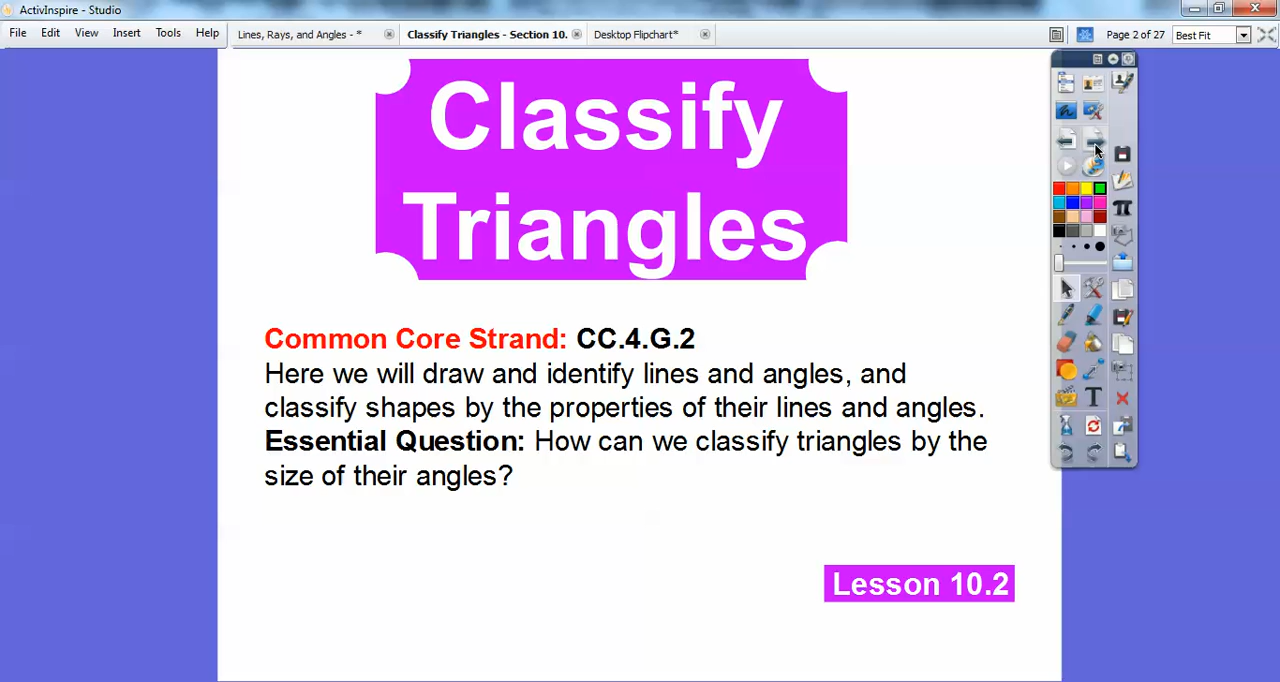 ActivInspire - Studio
File Edit View Insert Tools Help
Lines, Rays, and Angles - *
Classify Triangles - Section 10.
Desktop Flipchart*
Page 2 of 27
Best Fit
Classify
Triangles
Common Core Strand: CC.4.G.2
Here we will draw and identify lines and angles, and
classify shapes by the properties of their lines and angles.
Essential Question: How can we classify triangles by the
size of their angles?
Lesson 10.2